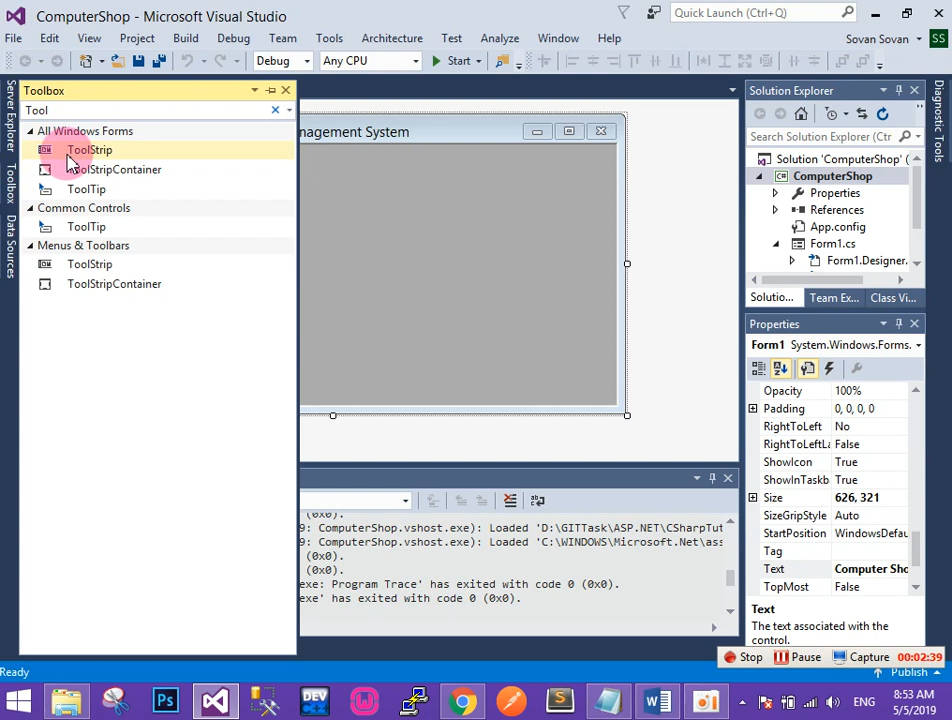 ComputerShop - Microsoft Visual Studio
Quick Launch (Ctrl+Q)
File Edit View Project Build Debug Team Tools Architecture Test Analyze Window Help Sovan Sovan SS
Debug Any CPU Start
Server Explorer
Toolbox
Data Sources
Toolbox
Tool
All Windows Forms
ToolStrip
ToolStripContainer
ToolTip
Common Controls
ToolTip
Menus & Toolbars
ToolStrip
ToolStripContainer
nagement System
(0x0).
9: ComputerShop.vshost.exe): Loaded 'D:\GITTask\ASP.NET\CSharpTut
9: ComputerShop.vshost.exe): Loaded 'C:\WINDOWS\Microsoft.Net\ass
(0x0).
(0x0).
exe: Program Trace' has exited with code 0 (0x0).
exe' has exited with code 0 (0x0).
Solution Explorer
Search Solution Explorer (Ctrl
Solution 'ComputerShop' (
C# ComputerShop
Properties
References
App.config
Form1.cs
Form1.Designer.
Solutio... Team Ex... Class Vi...
Properties
Form1 System.Windows.Forms.
Opacity 100%
Padding 0, 0, 0, 0
RightToLeft No
RightToLeftLa False
ShowIcon True
ShowInTaskb True
Size 626, 321
SizeGripStyle Auto
StartPosition WindowsDefau
Tag
Text Computer Sho
TopMost False
Text
The text associated with the
control.
Diagnostic Tools
Stop Pause Capture 00:02:39
Ready Publish
Ps DEV C++ W
ENG 8:53 AM
5/5/2019